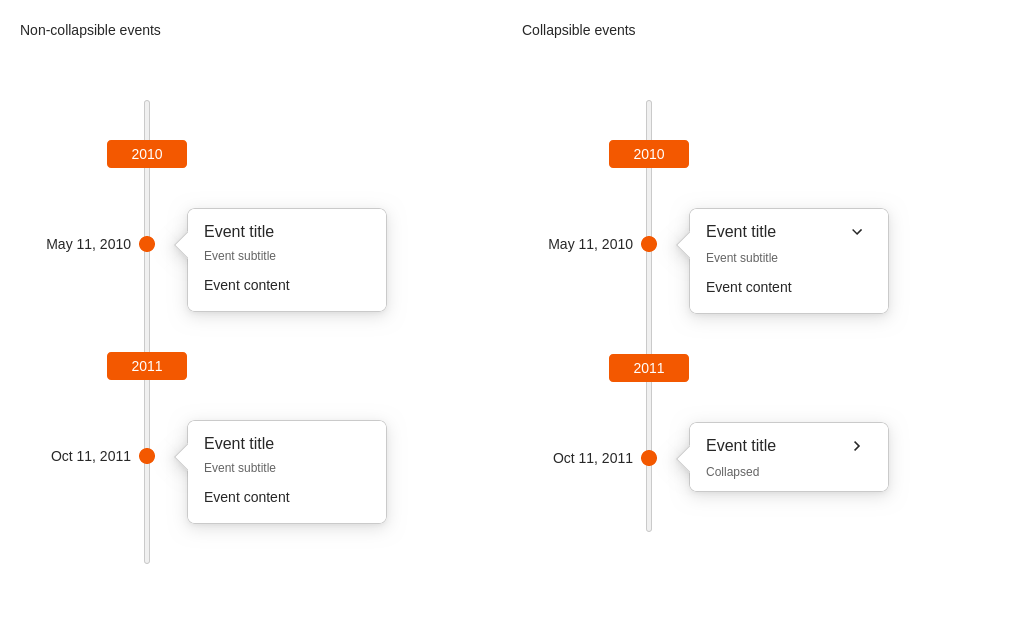 Non-collapsible events
2010
May 11, 2010
Event title
Event subtitle
Event content
2011
Oct 11, 2011
Event title
Event subtitle
Event content
Collapsible events
2010
May 11, 2010
Event title
Event subtitle
Event content
2011
Oct 11, 2011
Event title
Collapsed